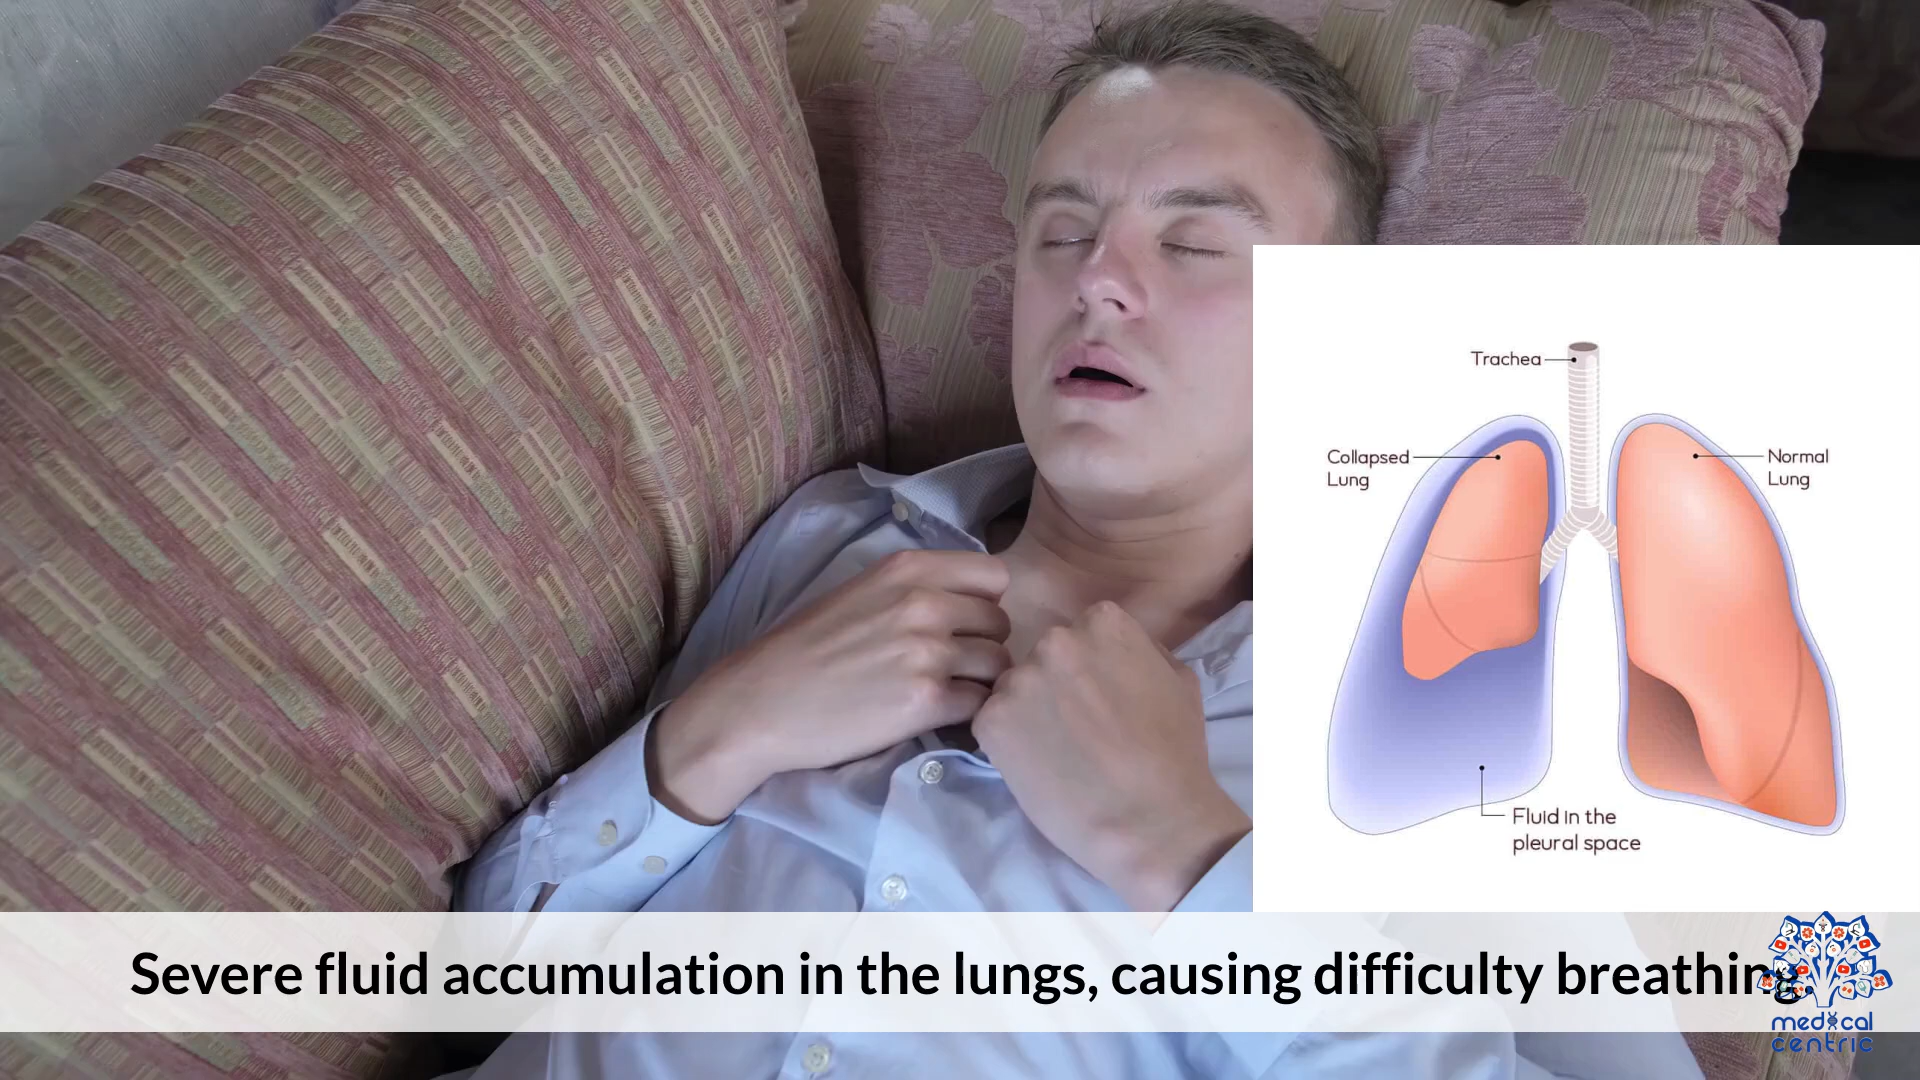 Trachea
Collapsed
Lung
Normal
Lung
Fluid in the
pleural space
Severe fluid accumulation in the lungs, causing difficulty breathing.
medical
centric